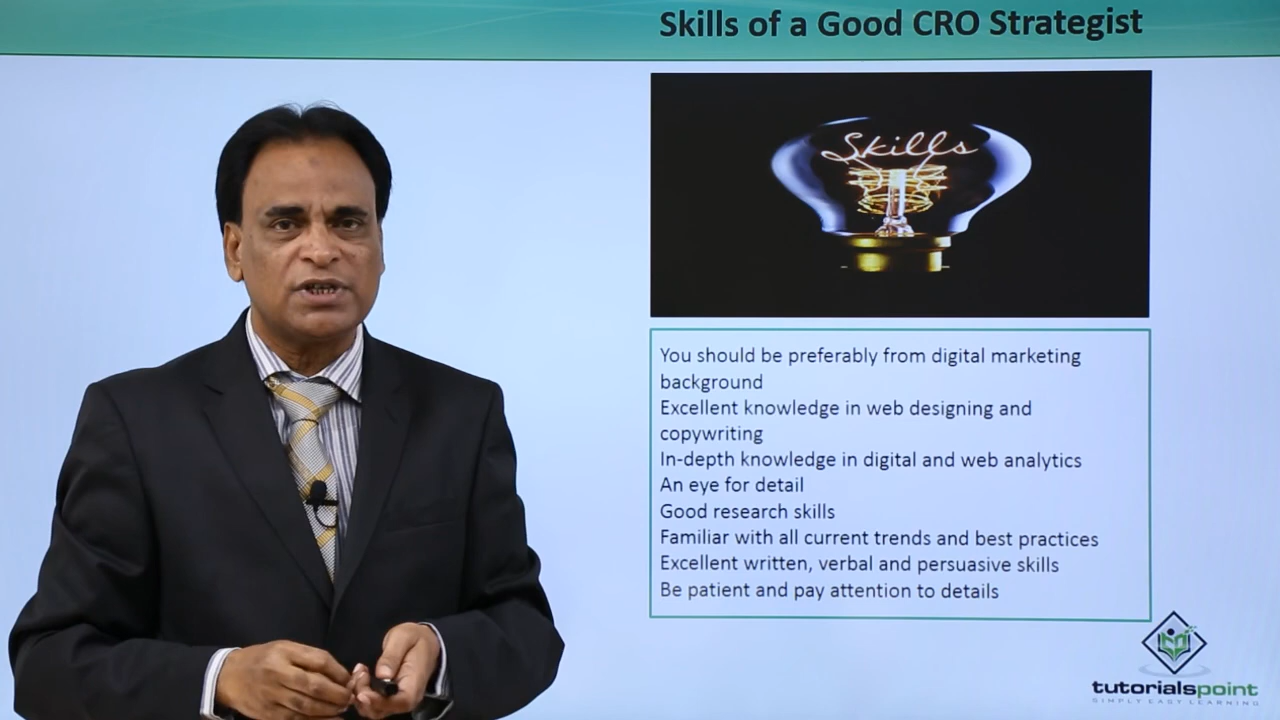 Skills of a Good CRO Strategist
Skills
You should be preferably from digital marketing
background
Excellent knowledge in web designing and
copywriting
In-depth knowledge in digital and web analytics
An eye for detail
Good research skills
Familiar with all current trends and best practices
Excellent written, verbal and persuasive skills
Be patient and pay attention to details
tutorialspoint
SIMPLY EASY LEARNING